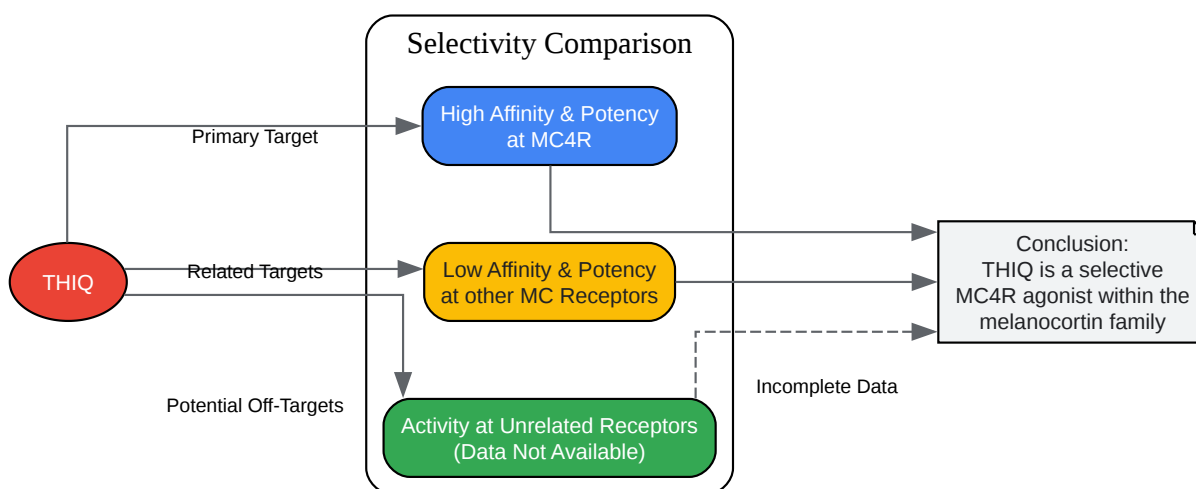 Selectivity Comparison
High Affinity & Potency
at MC4R
Primary Target
THIQ
Related Targets
Low Affinity & Potency
at other MC Receptors
Conclusion:
THIQ is a selective
MC4R agonist within the
melanocortin family
Potential Off-Targets
Activity at Unrelated Receptors
(Data Not Available)
Incomplete Data